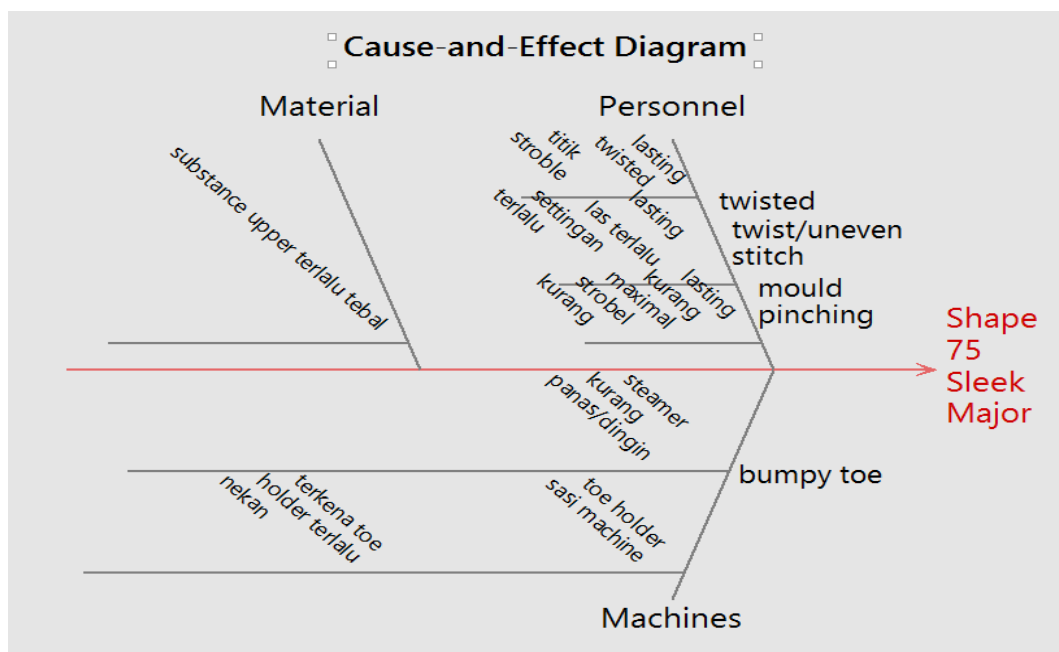 Cause-and-Effect Diagram
Material
Personnel
substance upper terlalu tebal
titik
stroble
lasting
twisted
twisted
settingan
terlalu
lasting
las terlalu
twist/uneven
stitch
strobel
kurang
lasting
kurang
maximal
mould
pinching
Shape
75
Sleek
Major
steamer
kurang
panas/dingin
bumpy toe
terkena toe
holder terlalu
nekan
toe holder
sasi machine
Machines